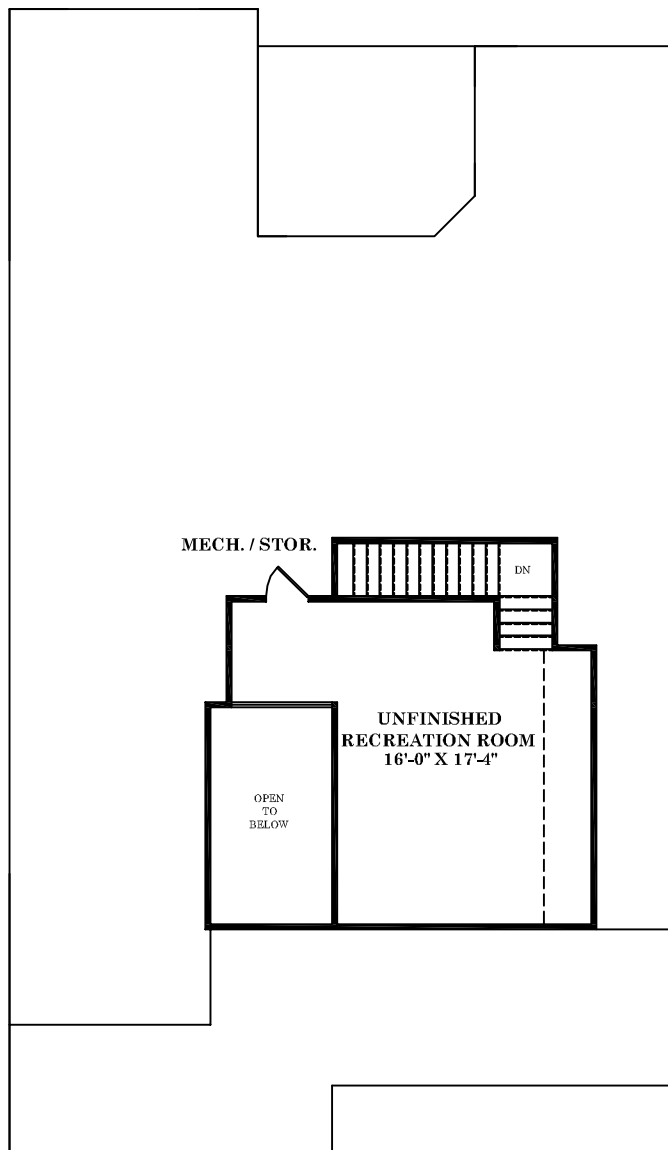 MECH. / STOR.
DN
UNFINISHED
RECREATION ROOM
16'-0" X 17'-4"
OPEN
TO
BELOW